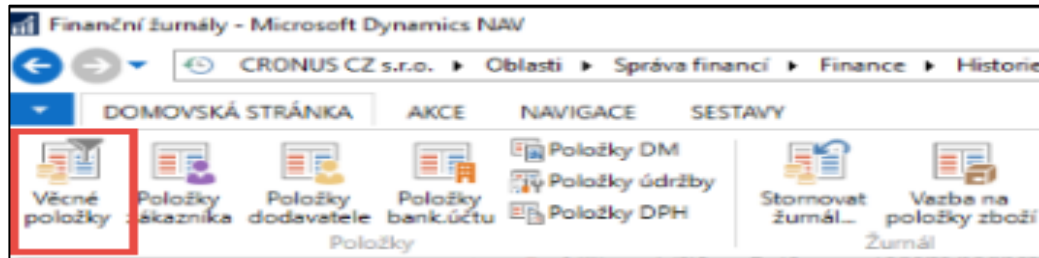 Finanční žurnály - Microsoft Dynamics NAV
CRONUS CZ s.r.o. ▸ Oblasti ▸ Správa financí ▸ Finance ▸ Historie
DOMOVSKÁ STRÁNKA AKCE NAVIGACE SESTAVY
Věcné položky
Položky zákazníka
Položky dodavatele
Položky bank.účtu
Položky DM
Položky údržby
Položky DPH
Stornovat žurnál...
Vazba na položky zboží
Položky
Žurnál